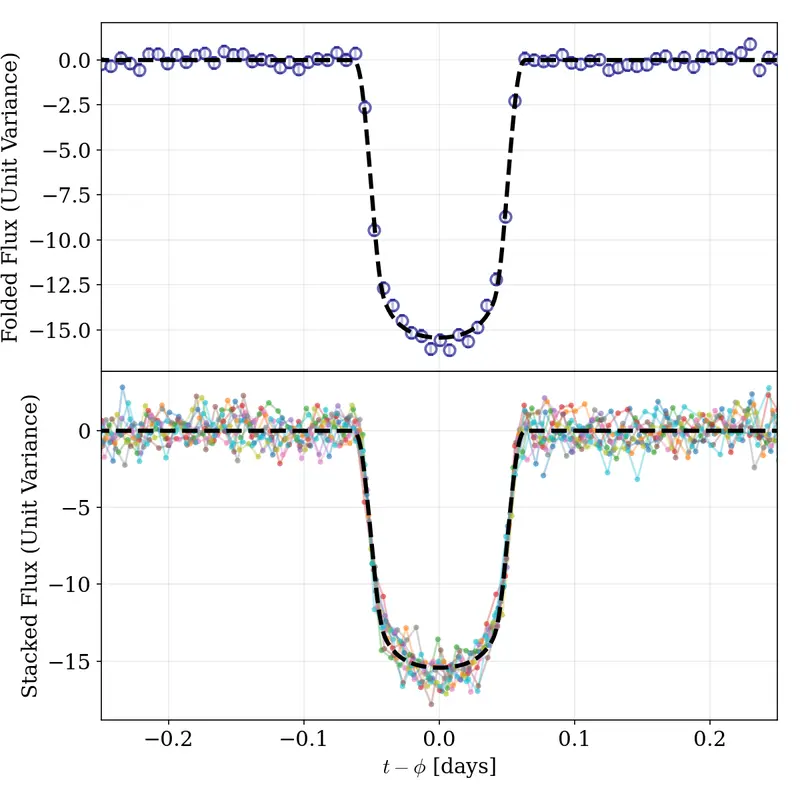 Folded Flux (Unit Variance)
0.0
−2.5
−5.0
−7.5
−10.0
−12.5
−15.0
Stacked Flux (Unit Variance)
0
−5
−10
−15
−0.2 −0.1 0.0 0.1 0.2
t − ϕ [days]